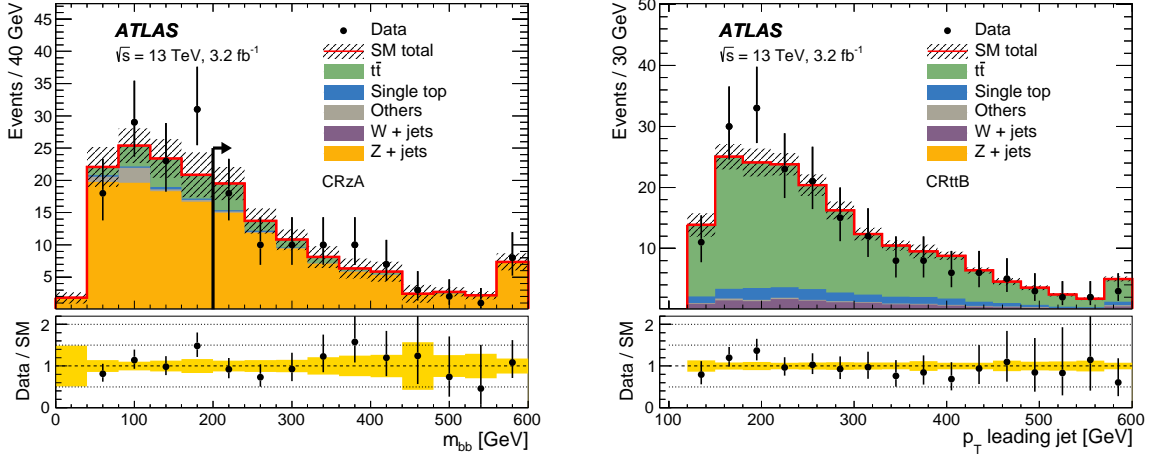 Events / 40 GeV
45
40
35
30
25
20
15
10
5
ATLAS
√s = 13 TeV, 3.2 fb⁻¹
Data
SM total
tt̄
Single top
Others
W + jets
Z + jets
CRzA
Data / SM
2
1
0
0 100 200 300 400 500 600
m_bb [GeV]
Events / 30 GeV
50
40
30
20
10
ATLAS
√s = 13 TeV, 3.2 fb⁻¹
Data
SM total
tt̄
Single top
Others
W + jets
Z + jets
CRttB
Data / SM
2
1
0
100 200 300 400 500 600
p_T leading jet [GeV]